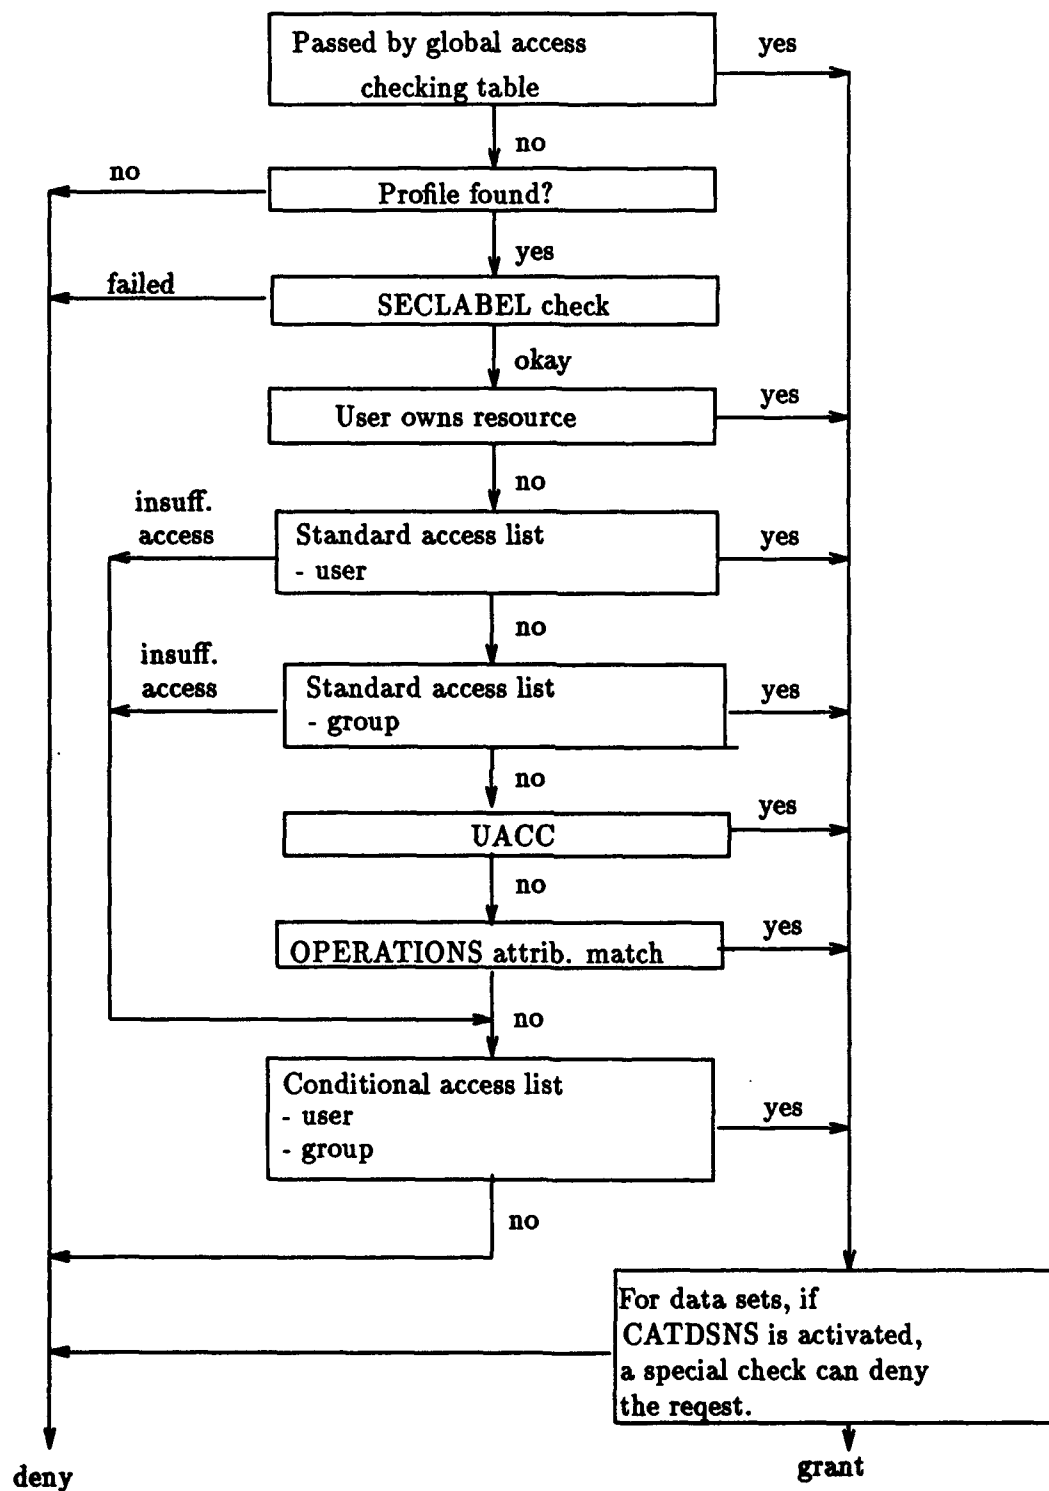 Passed by global access
checking table
yes
no
no
Profile found?
yes
failed
SECLABEL check
okay
User owns resource
yes
no
insuff.
access
Standard access list
- user
yes
no
insuff.
access
Standard access list
- group
yes
no
UACC
yes
no
OPERATIONS attrib. match
yes
no
Conditional access list
- user
- group
yes
no
For data sets, if
CATDSNS is activated,
a special check can deny
the reqest.
deny
grant